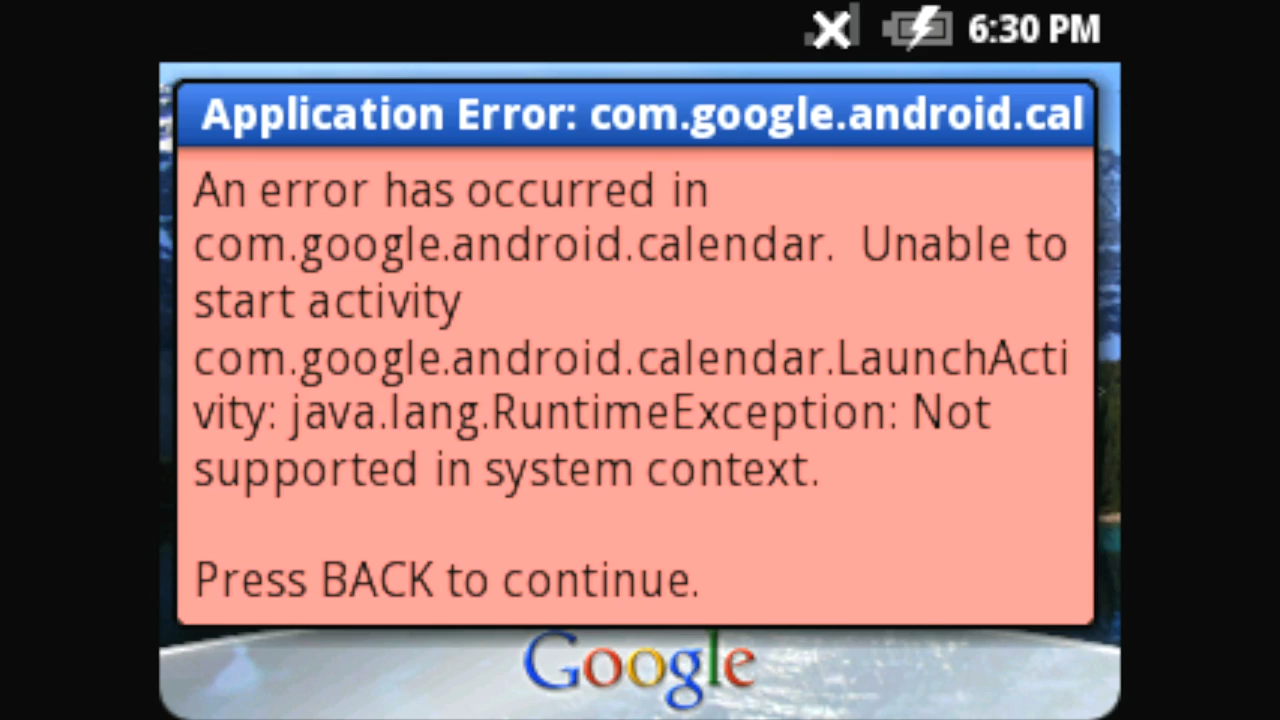 6:30 PM
Application Error: com.google.android.cal
An error has occurred in
com.google.android.calendar.  Unable to
start activity
com.google.android.calendar.LaunchActi
vity: java.lang.RuntimeException: Not
supported in system context.
Press BACK to continue.
Google